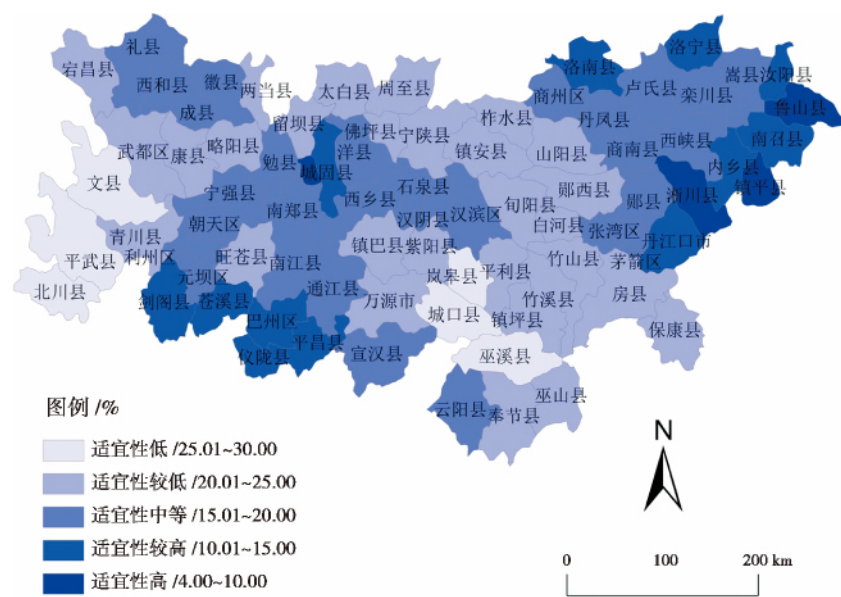 礼县
洛宁县
宕昌县
西和县
徽县
两当县
太白县
周至县
洛南县
嵩县
汝阳县
卢氏县
栾川县
商州区
鲁山县
成县
留坝县
佛坪县
宁陕县
柞水县
丹凤县
南召县
武都区
康县
略阳县
勉县
城固县
洋县
镇安县
山阳县
商南县
西峡县
内乡县
镇平县
文县
宁强县
西乡县
石泉县
郧西县
郧县
淅川县
朝天区
南郑县
汉阴县
汉滨区
旬阳县
白河县
张湾区
丹江口市
青川县
利州区
旺苍县
镇巴县
紫阳县
平武县
元坝区
南江县
岚皋县
平利县
竹山县
茅箭区
北川县
剑阁县
苍溪县
通江县
万源市
竹溪县
房县
巴州区
城口县
镇坪县
保康县
仪陇县
平昌县
宣汉县
巫溪县
云阳县
奉节县
巫山县
图例 /%
适宜性低 /25.01~30.00
适宜性较低 /20.01~25.00
适宜性中等 /15.01~20.00
适宜性较高 /10.01~15.00
适宜性高 /4.00~10.00
N
0 100 200 km